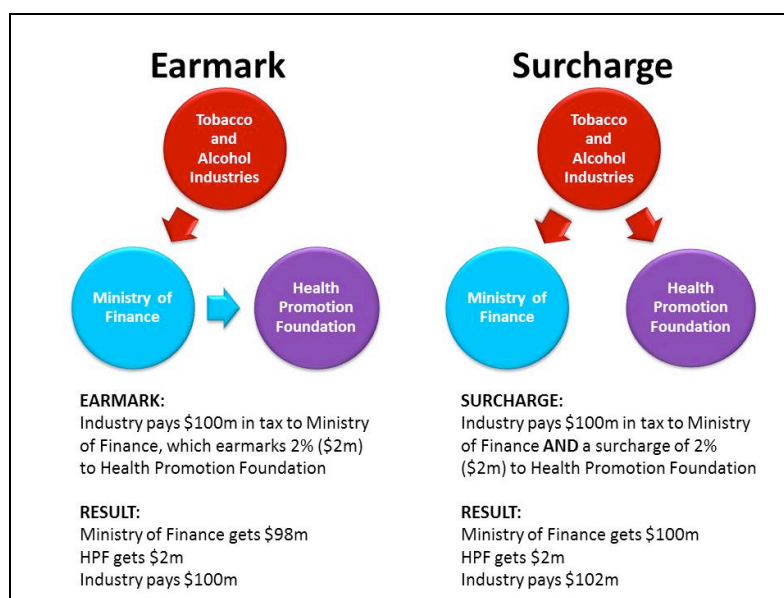 Earmark
Tobacco
and
Alcohol
Industries
Ministry of
Finance
Health
Promotion
Foundation
EARMARK:
Industry pays $100m in tax to Ministry
of Finance, which earmarks 2% ($2m)
to Health Promotion Foundation
RESULT:
Ministry of Finance gets $98m
HPF gets $2m
Industry pays $100m
Surcharge
Tobacco
and
Alcohol
Industries
Ministry of
Finance
Health
Promotion
Foundation
SURCHARGE:
Industry pays $100m in tax to Ministry
of Finance AND a surcharge of 2%
($2m) to Health Promotion Foundation
RESULT:
Ministry of Finance gets $100m
HPF gets $2m
Industry pays $102m